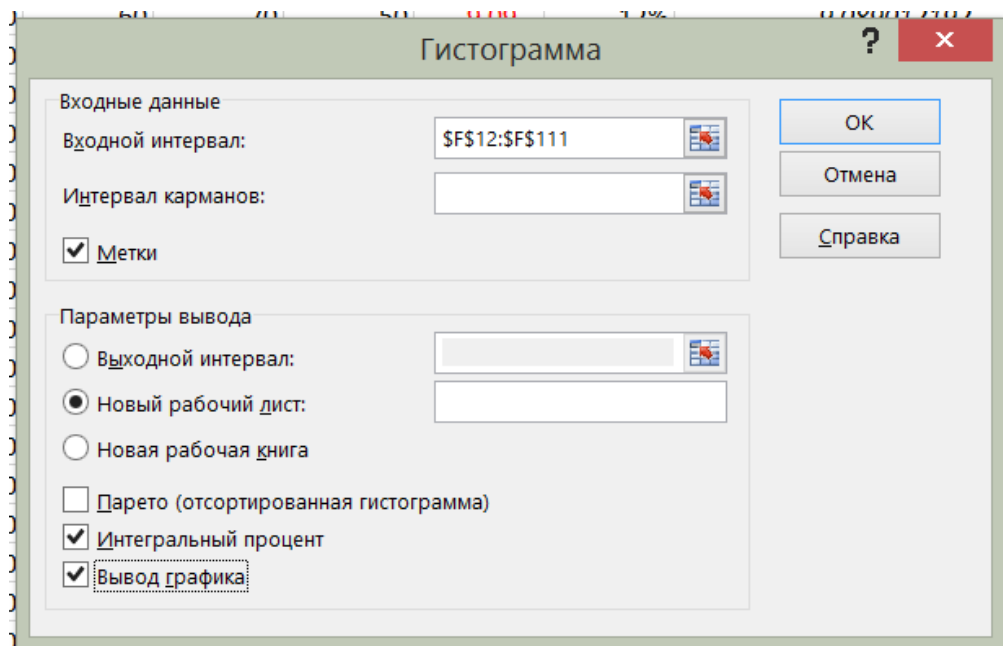 Гистограмма
?
Входные данные
Входной интервал: $F$12:$F$111
Интервал карманов:
Метки
ОК
Отмена
Справка
Параметры вывода
Выходной интервал:
Новый рабочий лист:
Новая рабочая книга
Парето (отсортированная гистограмма)
Интегральный процент
Вывод графика